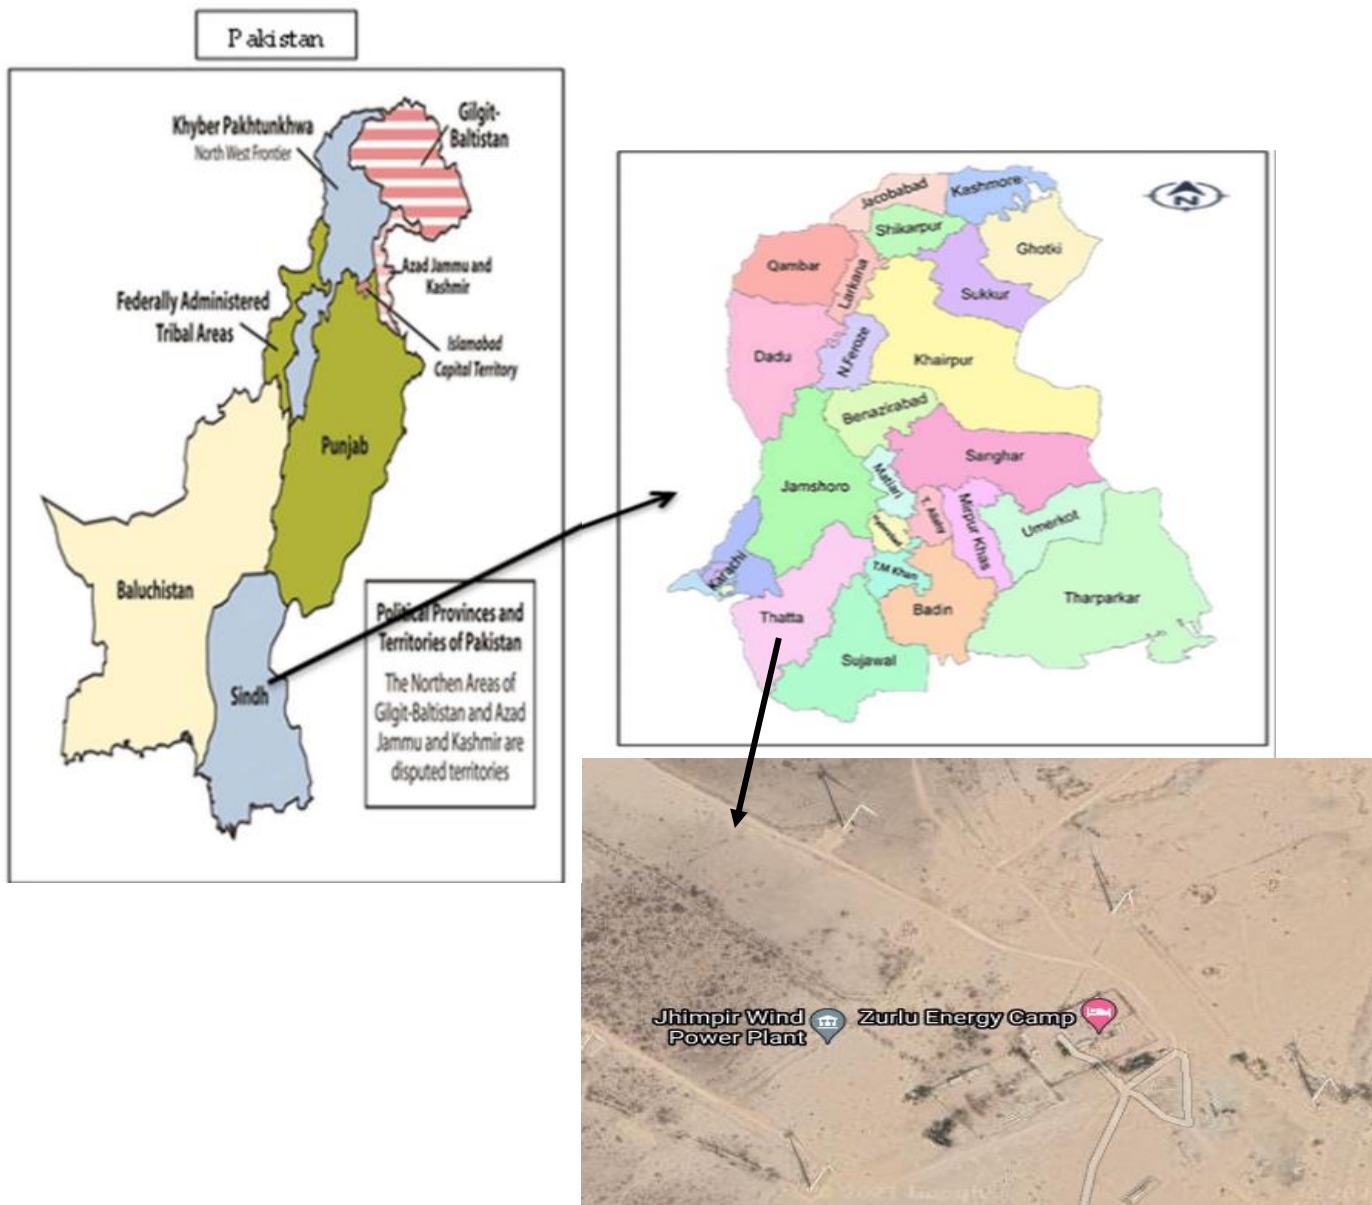 Pakistan
Khyber Pakhtunkhwa
North West Frontier
Gilgit-
Baltistan
Azad Jammu and
Kashmir
Federally Administered
Tribal Areas
Islamabad
Capital Territory
Punjab
Baluchistan
Sindh
Political Provinces and
Territories of Pakistan
The Northen Areas of
Gilgit-Baltistan and Azad
Jammu and Kashmir are
disputed territories
N
Jacobabad
Kashmore
Shikarpur
Ghotki
Qambar
Larkana
Sukkur
Dadu
N.Feroze
Khairpur
Benazirabad
Sanghar
Matiari
Jamshoro
T. Allahy
Mirpur Khas
Umerkot
Karachi
T.M Khan
Tharparkar
Thatta
Badin
Sujawal
Jhimpir Wind
Power Plant
Zurlu Energy Camp